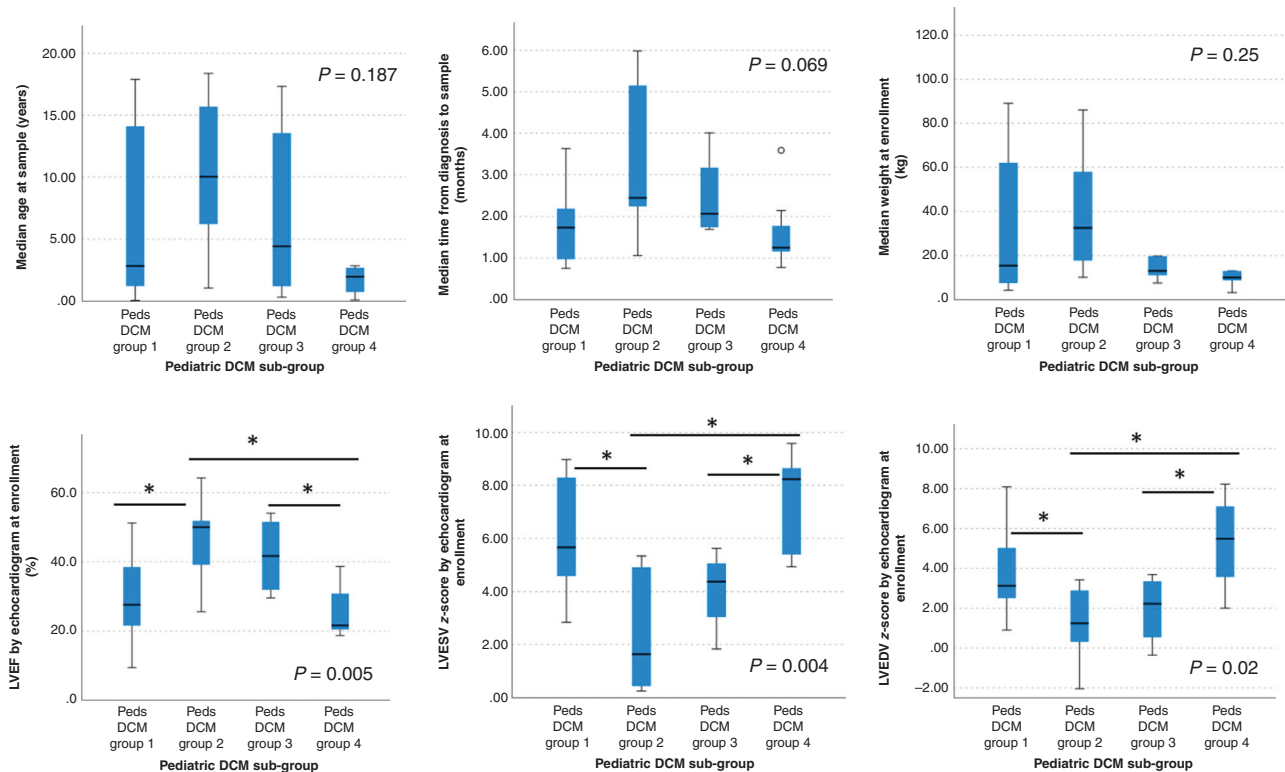 Median age at sample (years)
20.00
15.00
10.00
5.00
.00
P = 0.187
Peds Peds Peds Peds
DCM DCM DCM DCM
group 1 group 2 group 3 group 4
Pediatric DCM sub-group
Median time from diagnosis to sample
(months)
6.00
5.00
4.00
3.00
2.00
1.00
.00
P = 0.069
Peds Peds Peds Peds
DCM DCM DCM DCM
group 1 group 2 group 3 group 4
Pediatric DCM sub-group
Median weight at enrollment
(kg)
120.0
100.0
80.0
60.0
40.0
20.0
.0
P = 0.25
Peds Peds Peds Peds
DCM DCM DCM DCM
group 1 group 2 group 3 group 4
Pediatric DCM sub-group
LVEF by echocardiogram at enrollment
(%)
60.0
40.0
20.0
.0
*
*
*
P = 0.005
Peds Peds Peds Peds
DCM DCM DCM DCM
group 1 group 2 group 3 group 4
Pediatric DCM sub-group
LVESV z-score by echocardiogram at
enrollment
10.00
8.00
6.00
4.00
2.00
.00
*
*
*
P = 0.004
Peds Peds Peds Peds
DCM DCM DCM DCM
group 1 group 2 group 3 group 4
Pediatric DCM sub-group
LVEDV z-score by echocardiogram at
enrollment
10.00
8.00
6.00
4.00
2.00
.00
–2.00
*
*
*
P = 0.02
Peds Peds Peds Peds
DCM DCM DCM DCM
group 1 group 2 group 3 group 4
Pediatric DCM sub-group